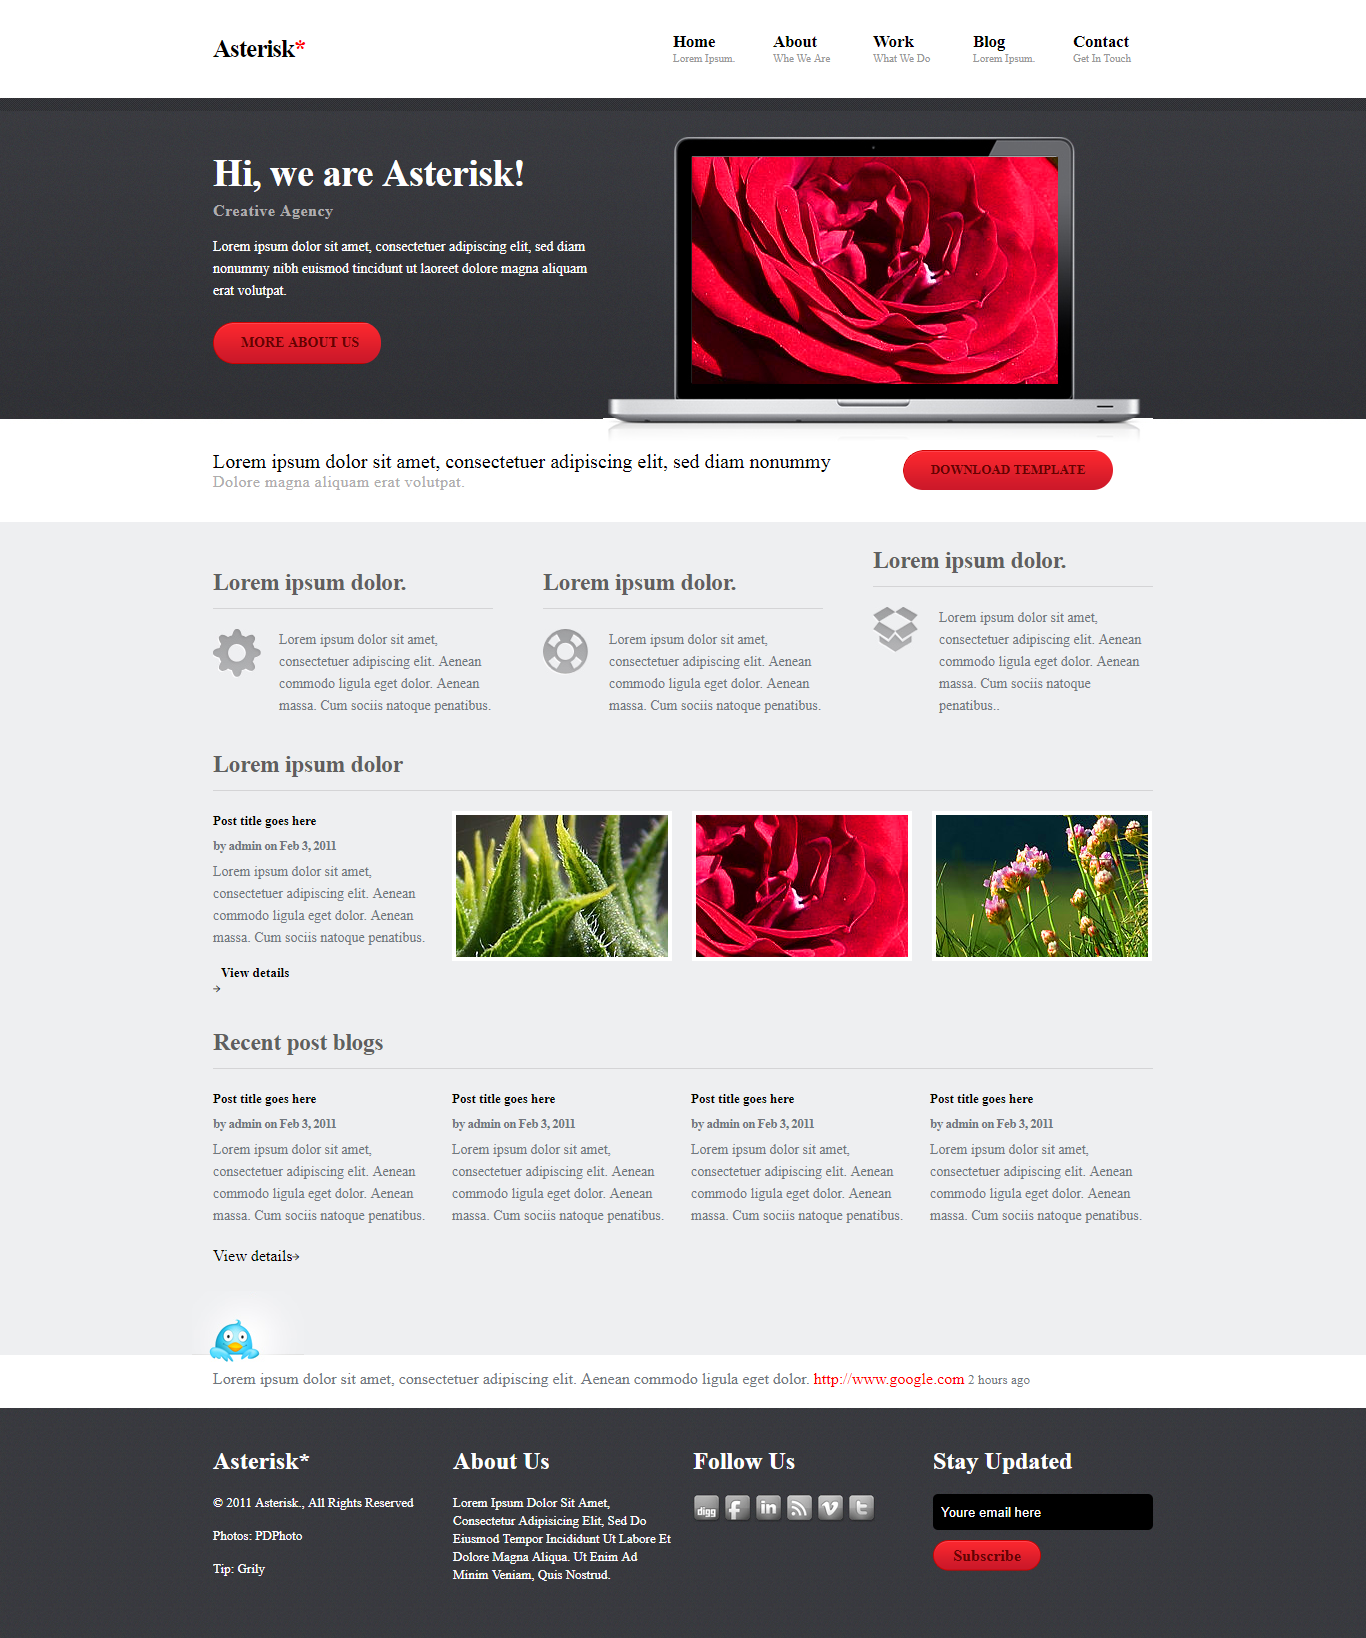 Asterisk*
Home
Lorem Ipsum.
About
Whe We Are
Work
What We Do
Blog
Lorem Ipsum.
Contact
Get In Touch
Hi, we are Asterisk!
Creative Agency
Lorem ipsum dolor sit amet, consectetuer adipiscing elit, sed diam
nonummy nibh euismod tincidunt ut laoreet dolore magna aliquam
erat volutpat.
MORE ABOUT US
Lorem ipsum dolor sit amet, consectetuer adipiscing elit, sed diam nonummy
Dolore magna aliquam erat volutpat.
DOWNLOAD TEMPLATE
Lorem ipsum dolor.
Lorem ipsum dolor sit amet,
consectetuer adipiscing elit. Aenean
commodo ligula eget dolor. Aenean
massa. Cum sociis natoque penatibus.
Lorem ipsum dolor.
Lorem ipsum dolor sit amet,
consectetuer adipiscing elit. Aenean
commodo ligula eget dolor. Aenean
massa. Cum sociis natoque penatibus.
Lorem ipsum dolor.
Lorem ipsum dolor sit amet,
consectetuer adipiscing elit. Aenean
commodo ligula eget dolor. Aenean
massa. Cum sociis natoque
penatibus..
Lorem ipsum dolor
Post title goes here
by admin on Feb 3, 2011
Lorem ipsum dolor sit amet,
consectetuer adipiscing elit. Aenean
commodo ligula eget dolor. Aenean
massa. Cum sociis natoque penatibus.
View details
Recent post blogs
Post title goes here
by admin on Feb 3, 2011
Lorem ipsum dolor sit amet,
consectetuer adipiscing elit. Aenean
commodo ligula eget dolor. Aenean
massa. Cum sociis natoque penatibus.
View details
Post title goes here
by admin on Feb 3, 2011
Lorem ipsum dolor sit amet,
consectetuer adipiscing elit. Aenean
commodo ligula eget dolor. Aenean
massa. Cum sociis natoque penatibus.
Post title goes here
by admin on Feb 3, 2011
Lorem ipsum dolor sit amet,
consectetuer adipiscing elit. Aenean
commodo ligula eget dolor. Aenean
massa. Cum sociis natoque penatibus.
Post title goes here
by admin on Feb 3, 2011
Lorem ipsum dolor sit amet,
consectetuer adipiscing elit. Aenean
commodo ligula eget dolor. Aenean
massa. Cum sociis natoque penatibus.
Lorem ipsum dolor sit amet, consectetuer adipiscing elit. Aenean commodo ligula eget dolor. http://www.google.com 2 hours ago
Asterisk*
© 2011 Asterisk., All Rights Reserved
Photos: PDPhoto
Tip: Grily
About Us
Lorem Ipsum Dolor Sit Amet,
Consectetur Adipisicing Elit, Sed Do
Eiusmod Tempor Incididunt Ut Labore Et
Dolore Magna Aliqua. Ut Enim Ad
Minim Veniam, Quis Nostrud.
Follow Us
digg
f
in
v
t
Stay Updated
Youre email here
Subscribe